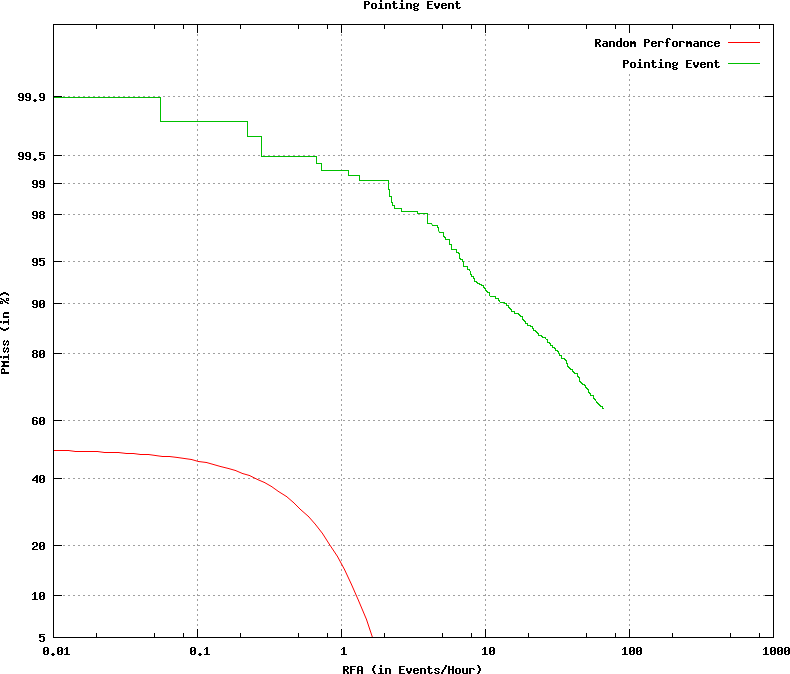 Pointing Event
Random Performance
Pointing Event
99.9
99.5
99
98
95
90
80
60
40
20
10
5
PMiss (in %)
0.01 0.1 1 10 100 1000
RFA (in Events/Hour)